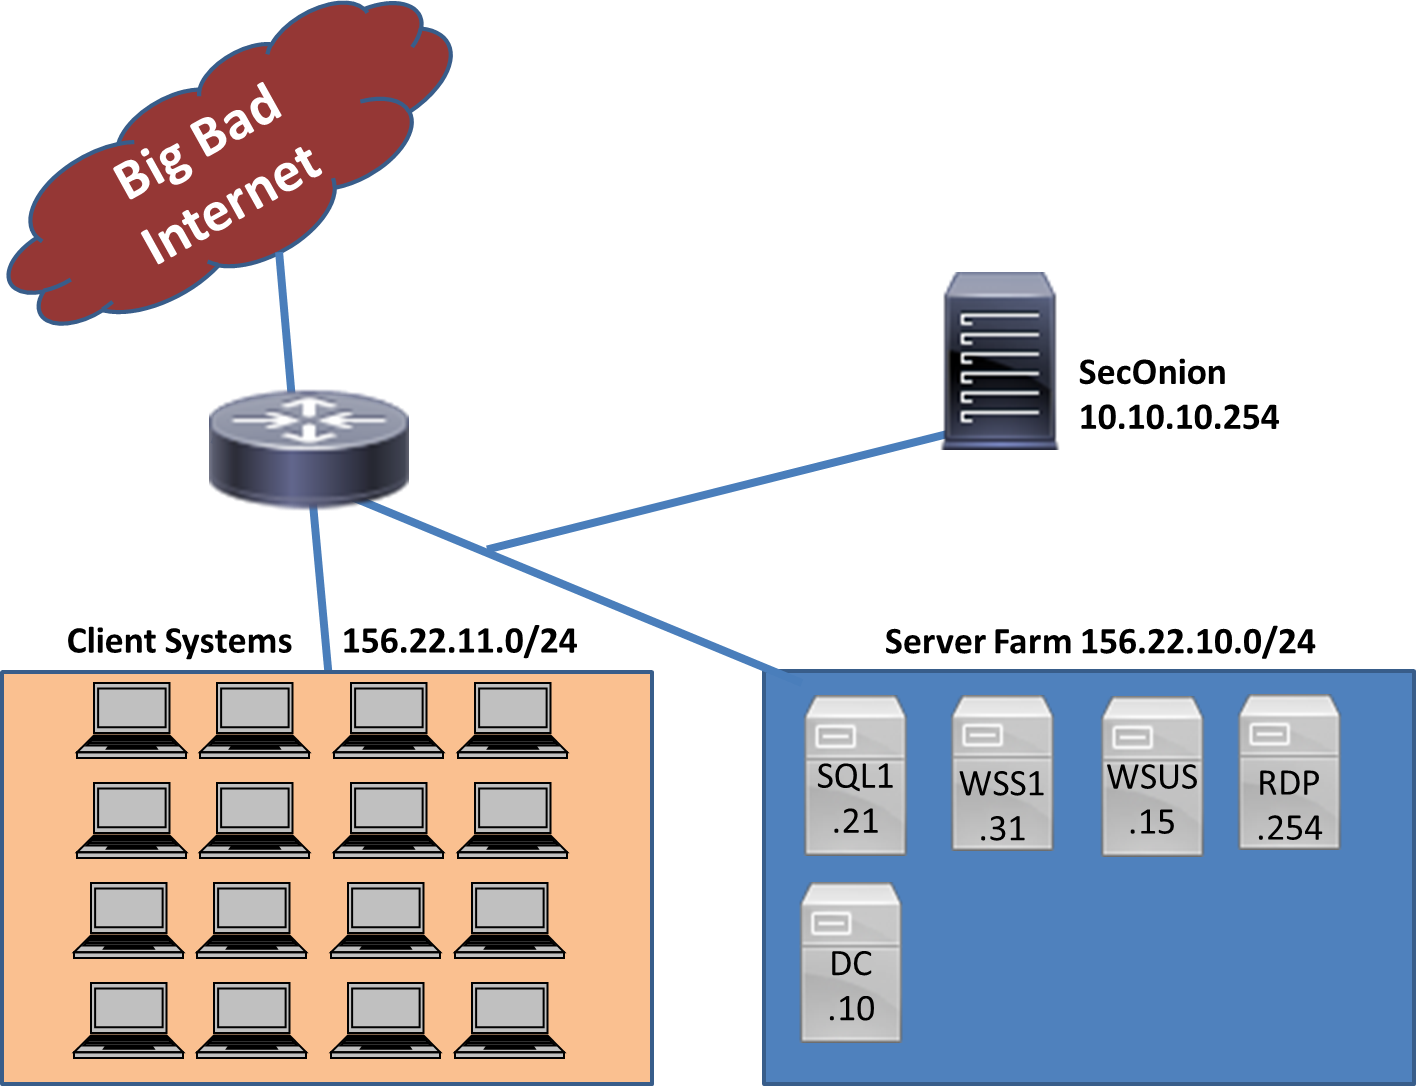 Big Bad
Internet
SecOnion
10.10.10.254
Client Systems 156.22.11.0/24
Server Farm 156.22.10.0/24
SQL1
.21
WSS1
.31
WSUS
.15
RDP
.254
DC
.10